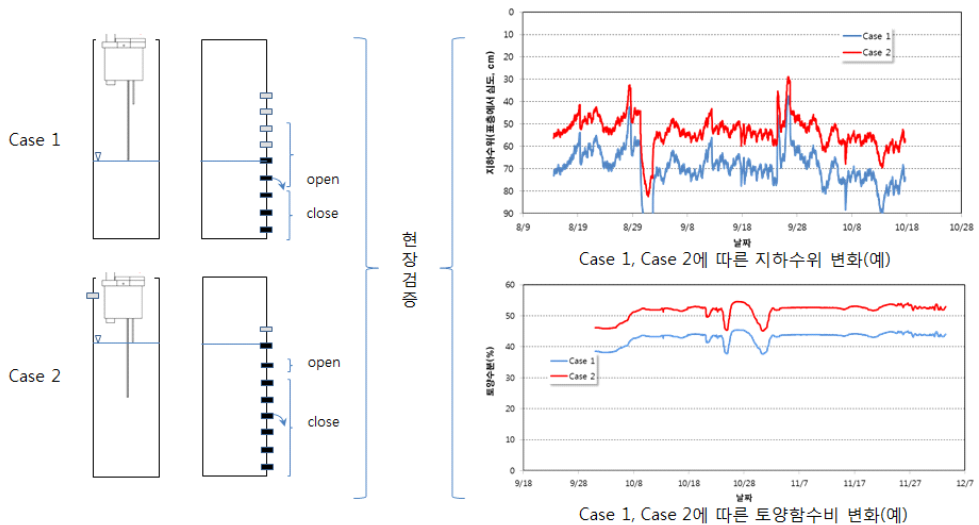 Case 1
open
close
Case 2
open
close
현장검증
지하수위(표층에서 심도, cm)
0
10
20
30
40
50
60
70
80
90
Case 1
Case 2
8/9 8/19 8/29 9/8 9/18 9/28 10/8 10/18 10/28
날짜
Case 1, Case 2에 따른 지하수위 변화(예)
토양수분(%)
60
50
40
30
20
10
0
Case 1
Case 2
9/18 9/28 10/8 10/18 10/28 11/7 11/17 11/27 12/7
날짜
Case 1, Case 2에 따른 토양함수비 변화(예)